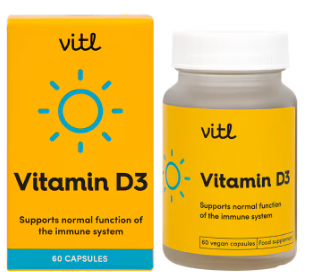 vitl
Vitamin D3
Supports normal function of
the immune system
60 CAPSULES
vitl
Vitamin D3
Supports normal function
of the immune system
60 vegan capsules Food supplement